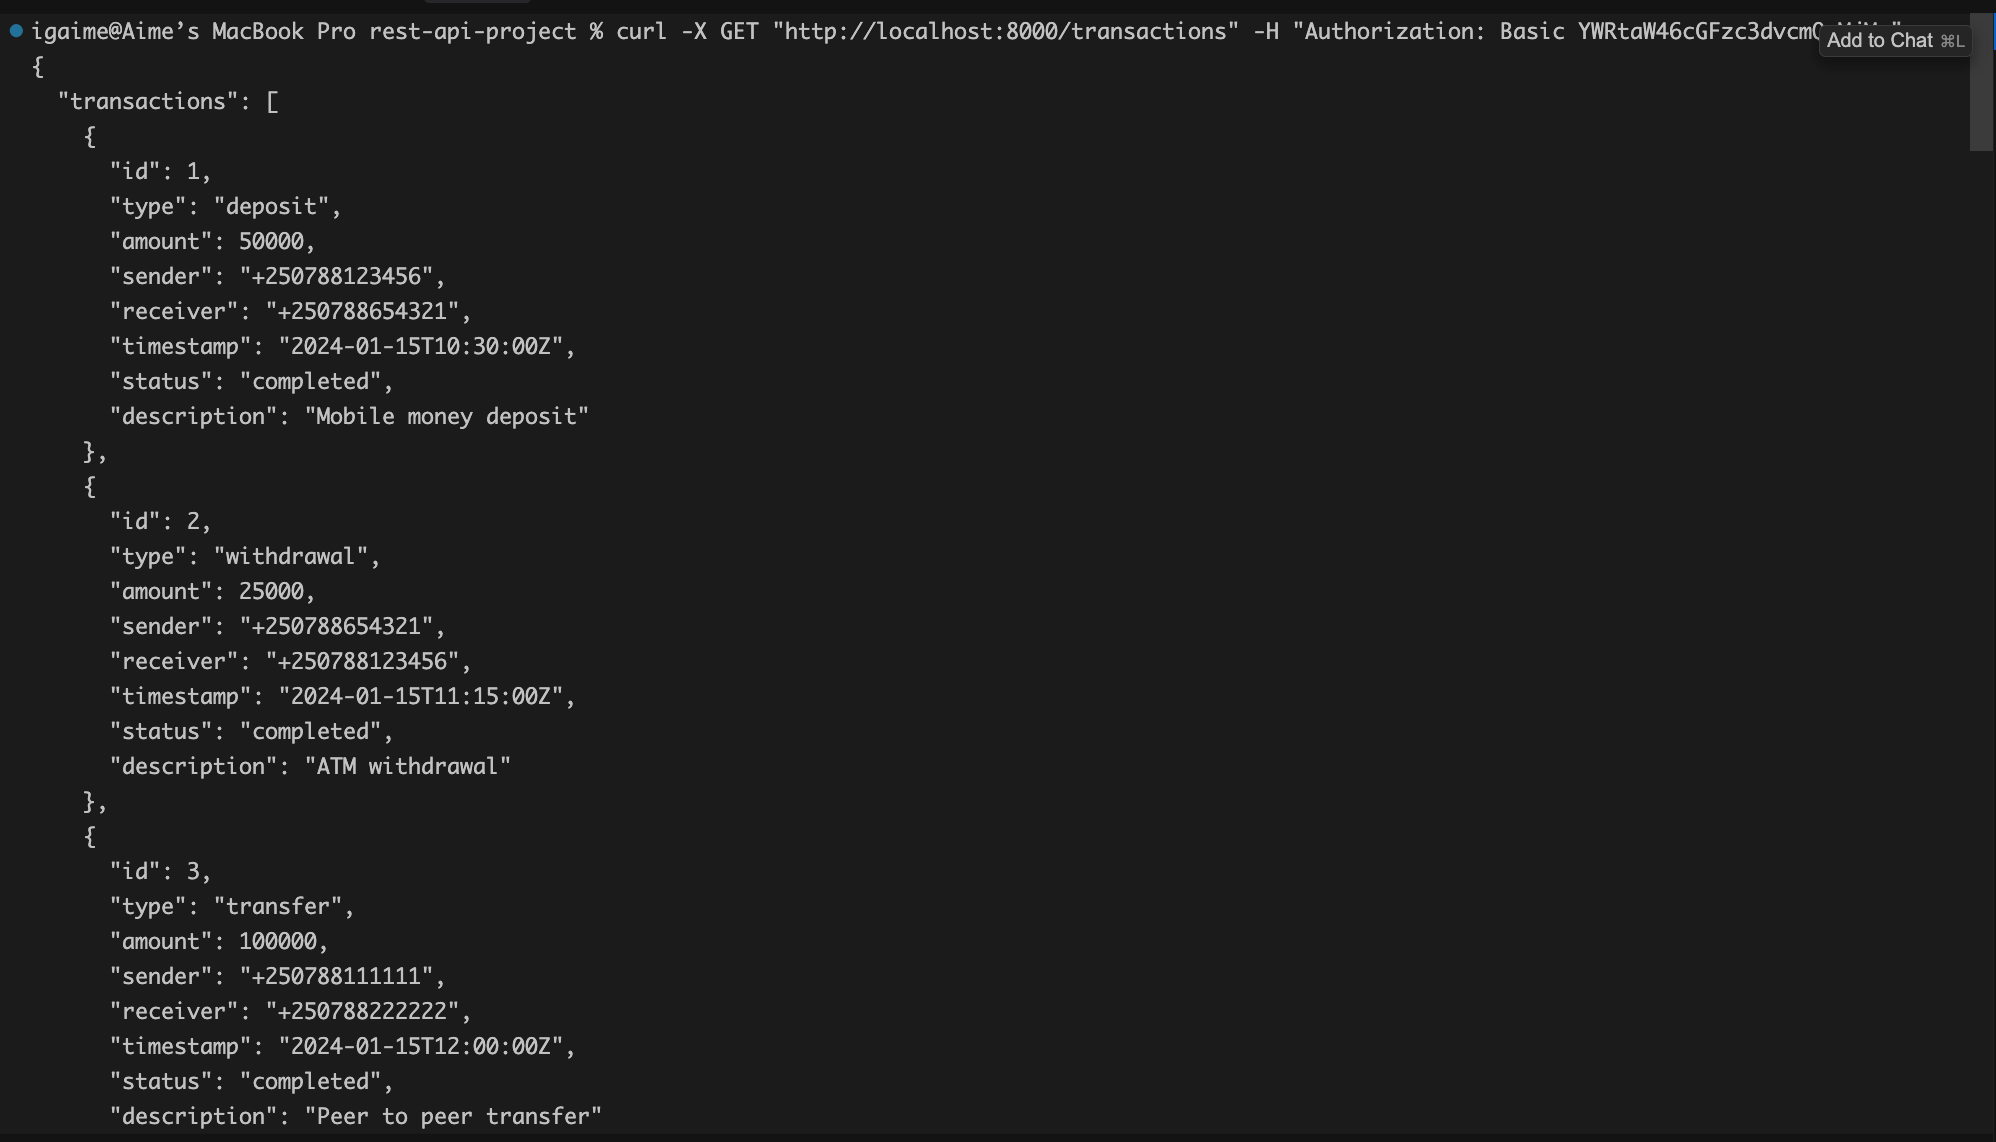 igaime@Aime’s MacBook Pro rest-api-project % curl -X GET "http://localhost:8000/transactions" -H "Authorization: Basic
Add to Chat ⌘L
{
"transactions": [
{
"id": 1,
"type": "deposit",
"amount": 50000,
"sender": "+250788123456",
"receiver": "+250788654321",
"timestamp": "2024-01-15T10:30:00Z",
"status": "completed",
"description": "Mobile money deposit"
},
{
"id": 2,
"type": "withdrawal",
"amount": 25000,
"sender": "+250788654321",
"receiver": "+250788123456",
"timestamp": "2024-01-15T11:15:00Z",
"status": "completed",
"description": "ATM withdrawal"
},
{
"id": 3,
"type": "transfer",
"amount": 100000,
"sender": "+250788111111",
"receiver": "+250788222222",
"timestamp": "2024-01-15T12:00:00Z",
"status": "completed",
"description": "Peer to peer transfer"